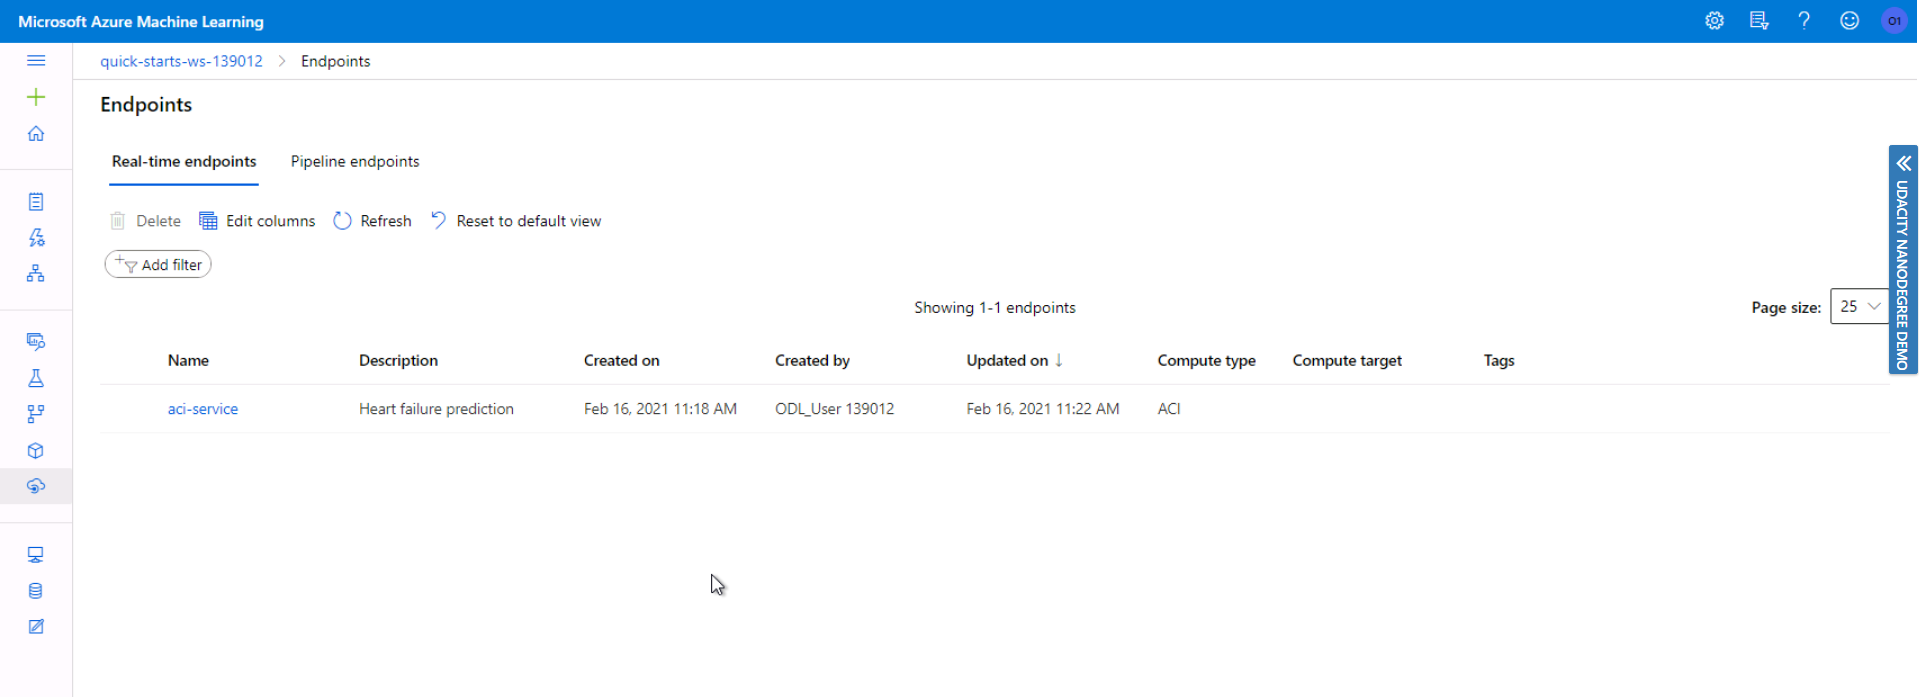 Microsoft Azure Machine Learning
O1
quick-starts-ws-139012 > Endpoints
Endpoints
Real-time endpoints Pipeline endpoints
Delete Edit columns Refresh Reset to default view
Add filter
Showing 1-1 endpoints
Page size: 25
Name Description Created on Created by Updated on ↓ Compute type Compute target Tags
aci-service Heart failure prediction Feb 16, 2021 11:18 AM ODL_User 139012 Feb 16, 2021 11:22 AM ACI
UDACITY NANODEGREE DEMO